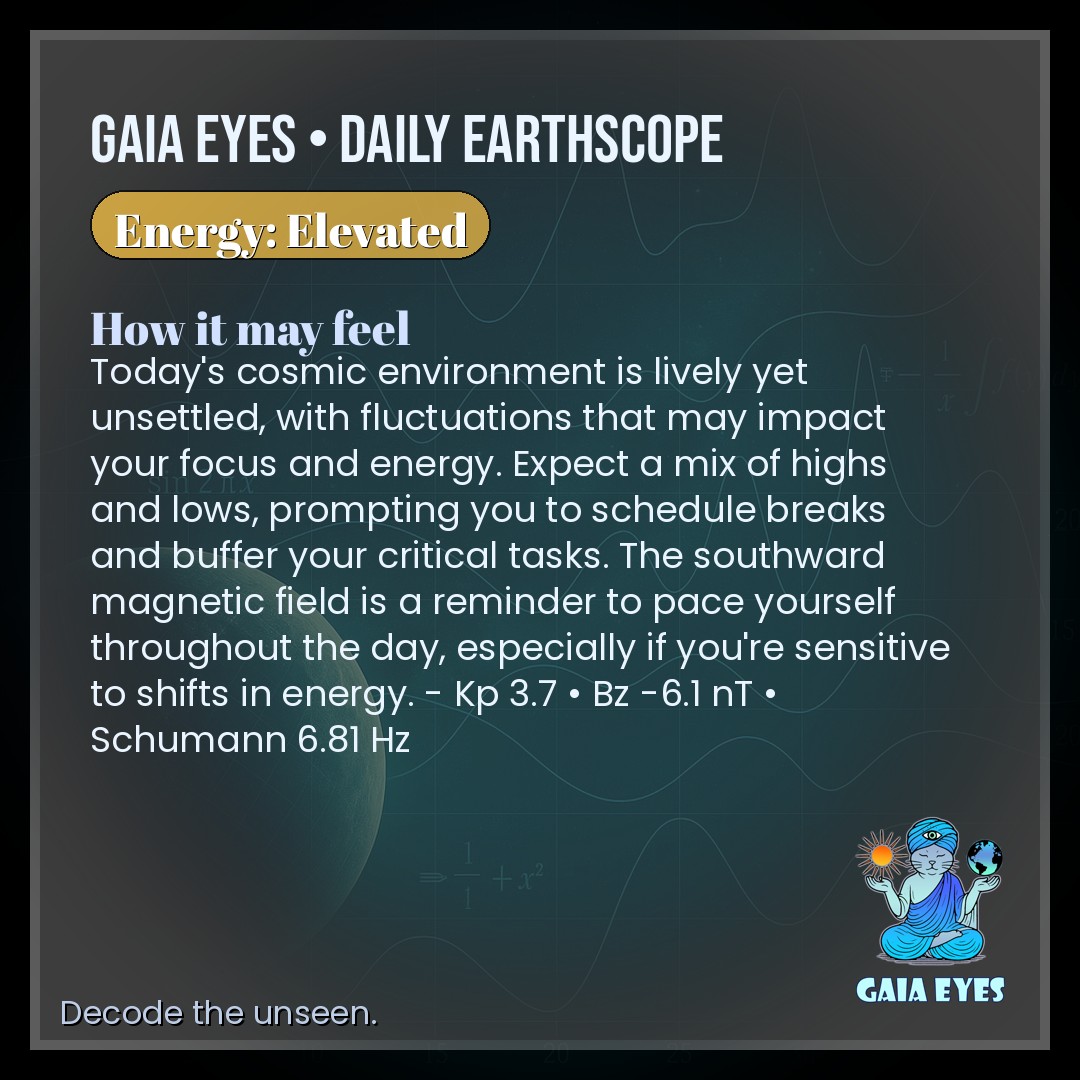 GAIA EYES • DAILY EARTHSCOPE
Energy: Elevated
How it may feel
Today's cosmic environment is lively yet
unsettled, with fluctuations that may impact
your focus and energy. Expect a mix of highs
and lows, prompting you to schedule breaks
and buffer your critical tasks. The southward
magnetic field is a reminder to pace yourself
throughout the day, especially if you're sensitive
to shifts in energy. - Kp 3.7 • Bz -6.1 nT •
Schumann 6.81 Hz
GAIA EYES
Decode the unseen.